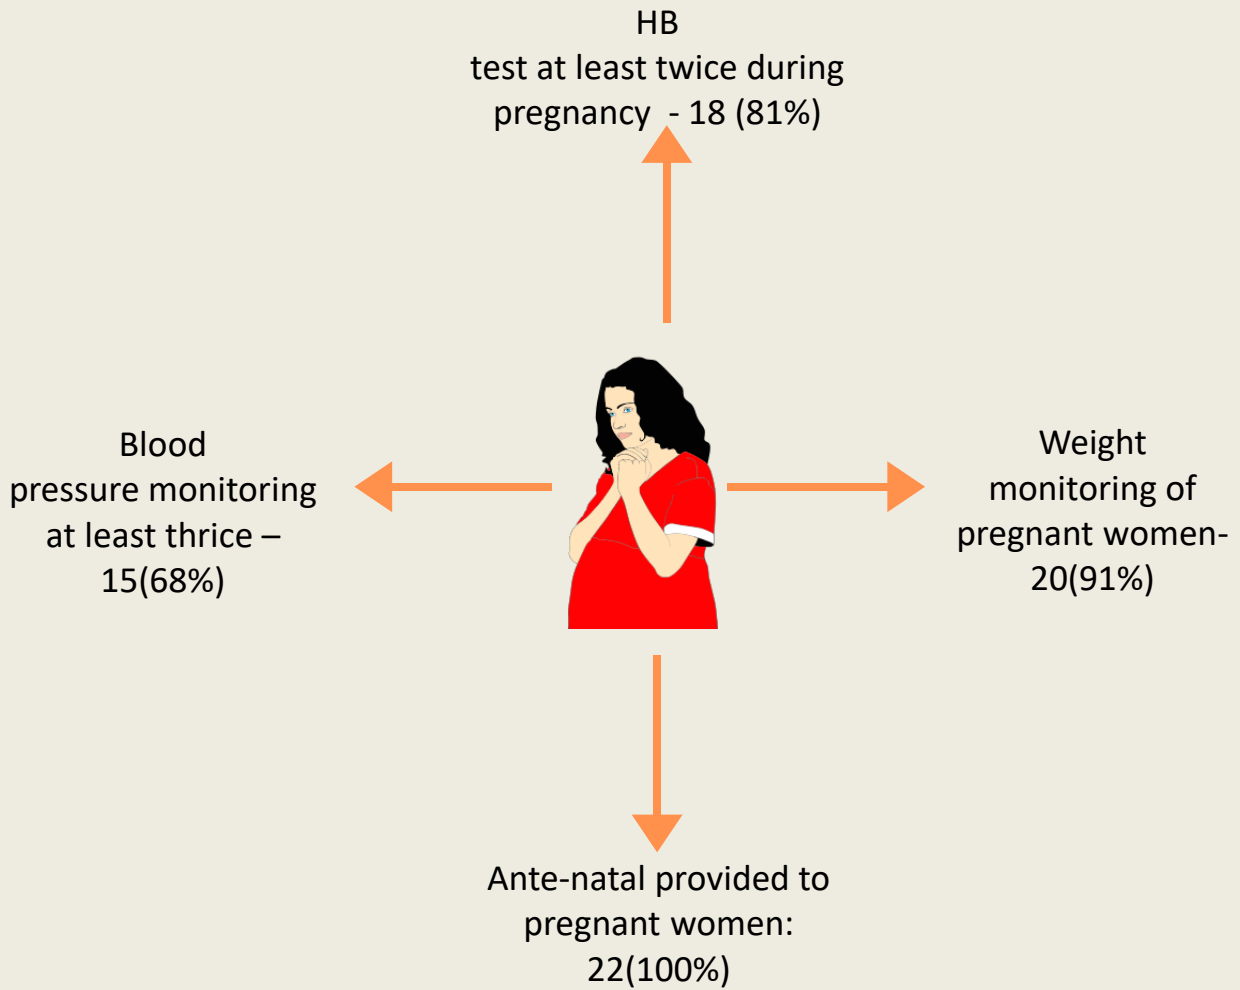 HB
test at least twice during
pregnancy  - 18 (81%)
Blood
pressure monitoring
at least thrice –
15(68%)
Weight
monitoring of
pregnant women-
20(91%)
Ante-natal provided to
pregnant women:
22(100%)